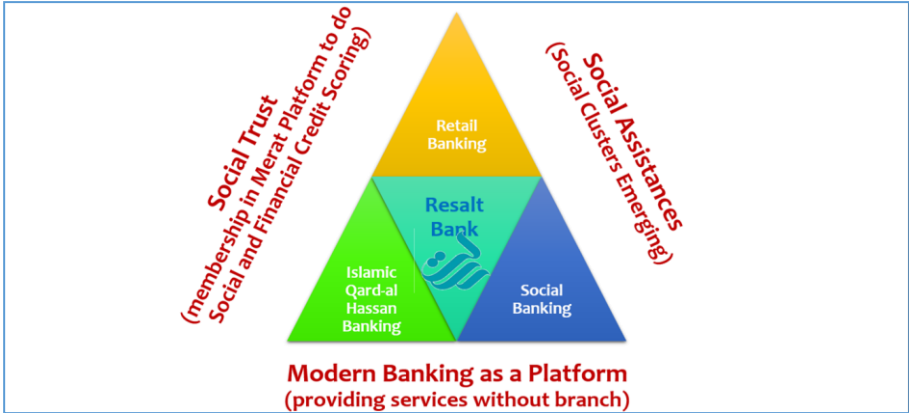 Social Trust
(membership in Merat Platform to do
Social and Financial Credit Scoring)
Social Assistances
(Social Clusters Emerging)
Retail
Banking
Resalt
Bank
Islamic
Qard-al
Hassan
Banking
Social
Banking
Modern Banking as a Platform
(providing services without branch)